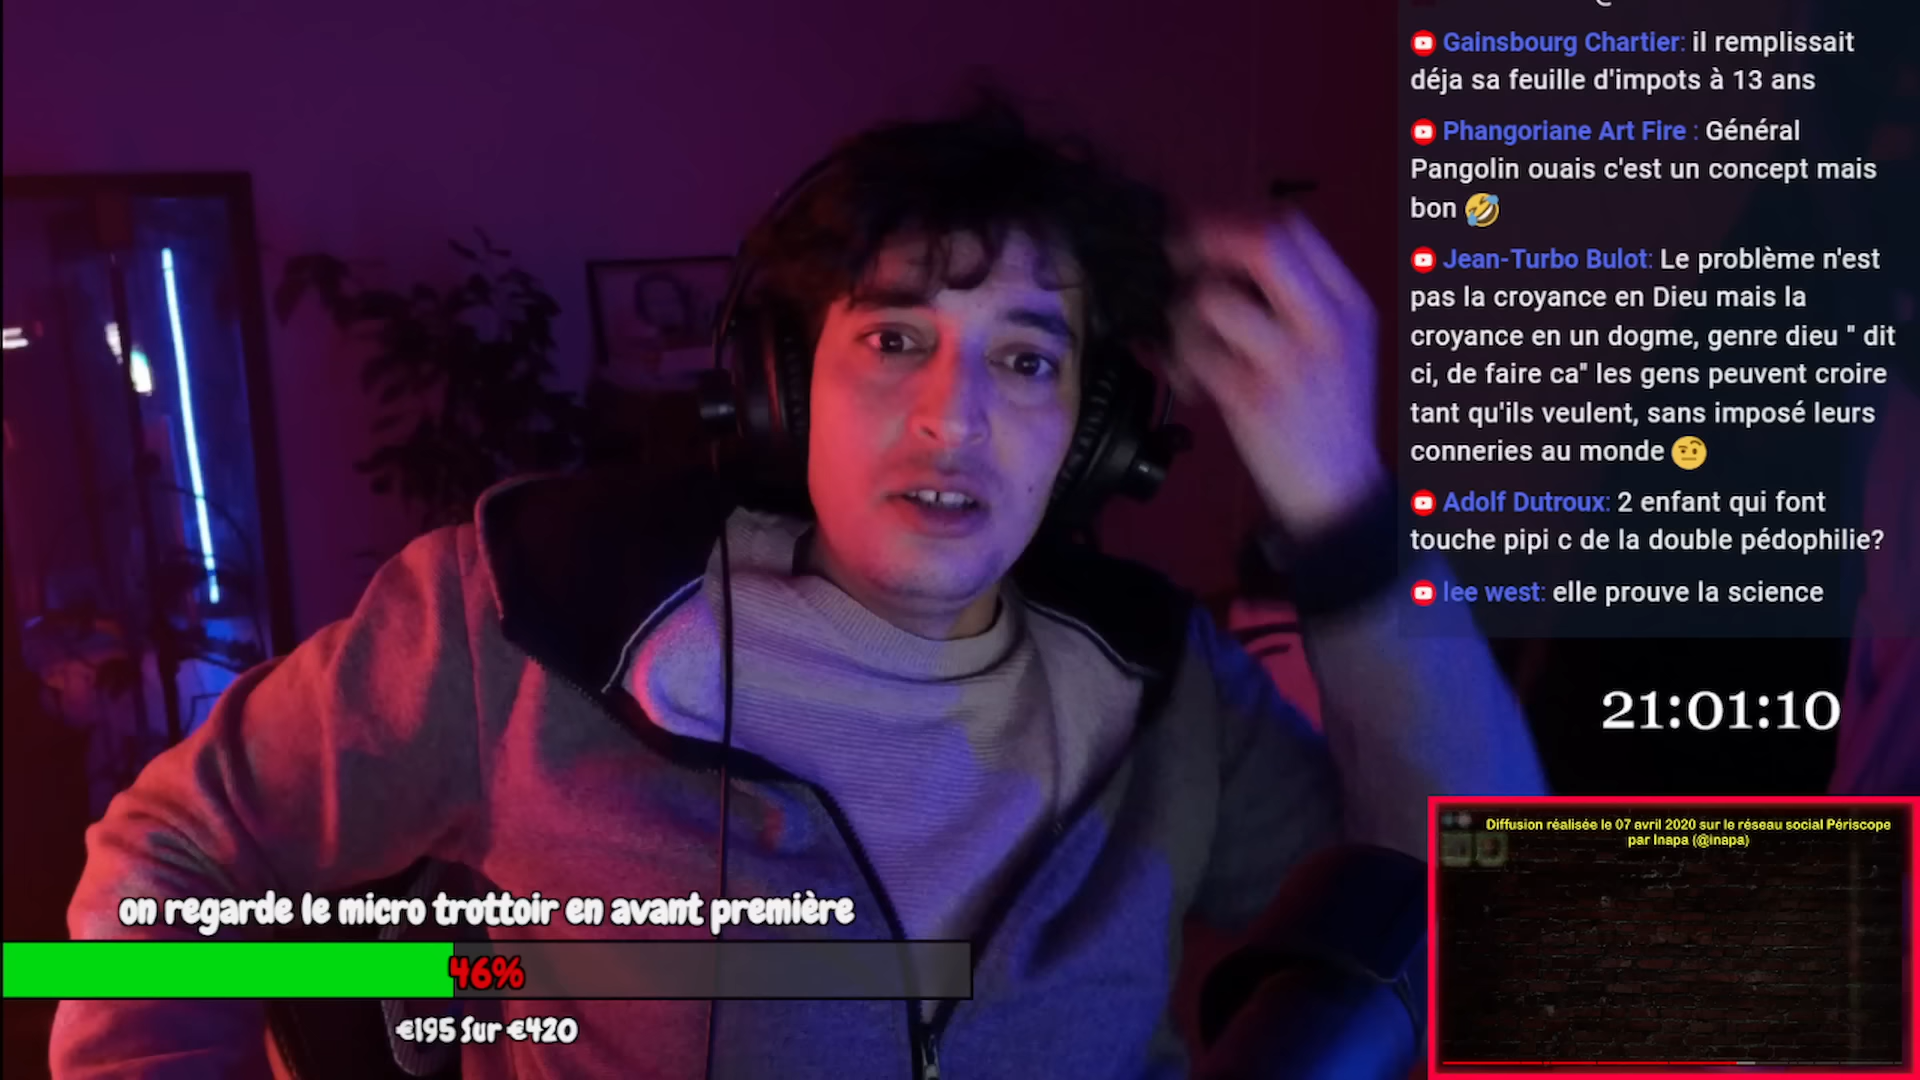 Gainsbourg Chartier: il remplissait
déja sa feuille d'impots à 13 ans
Phangoriane Art Fire : Général
Pangolin ouais c'est un concept mais
bon 🤣
Jean-Turbo Bulot: Le problème n'est
pas la croyance en Dieu mais la
croyance en un dogme, genre dieu " dit
ci, de faire ca" les gens peuvent croire
tant qu'ils veulent, sans imposé leurs
conneries au monde 🤨
Adolf Dutroux: 2 enfant qui font
touche pipi c de la double pédophilie?
lee west: elle prouve la science
21:01:10
Diffusion réalisée le 07 avril 2020 sur le réseau social Périscope
par Inapa (@inapa)
on regarde le micro trottoir en avant première
46%
€195 Sur €420